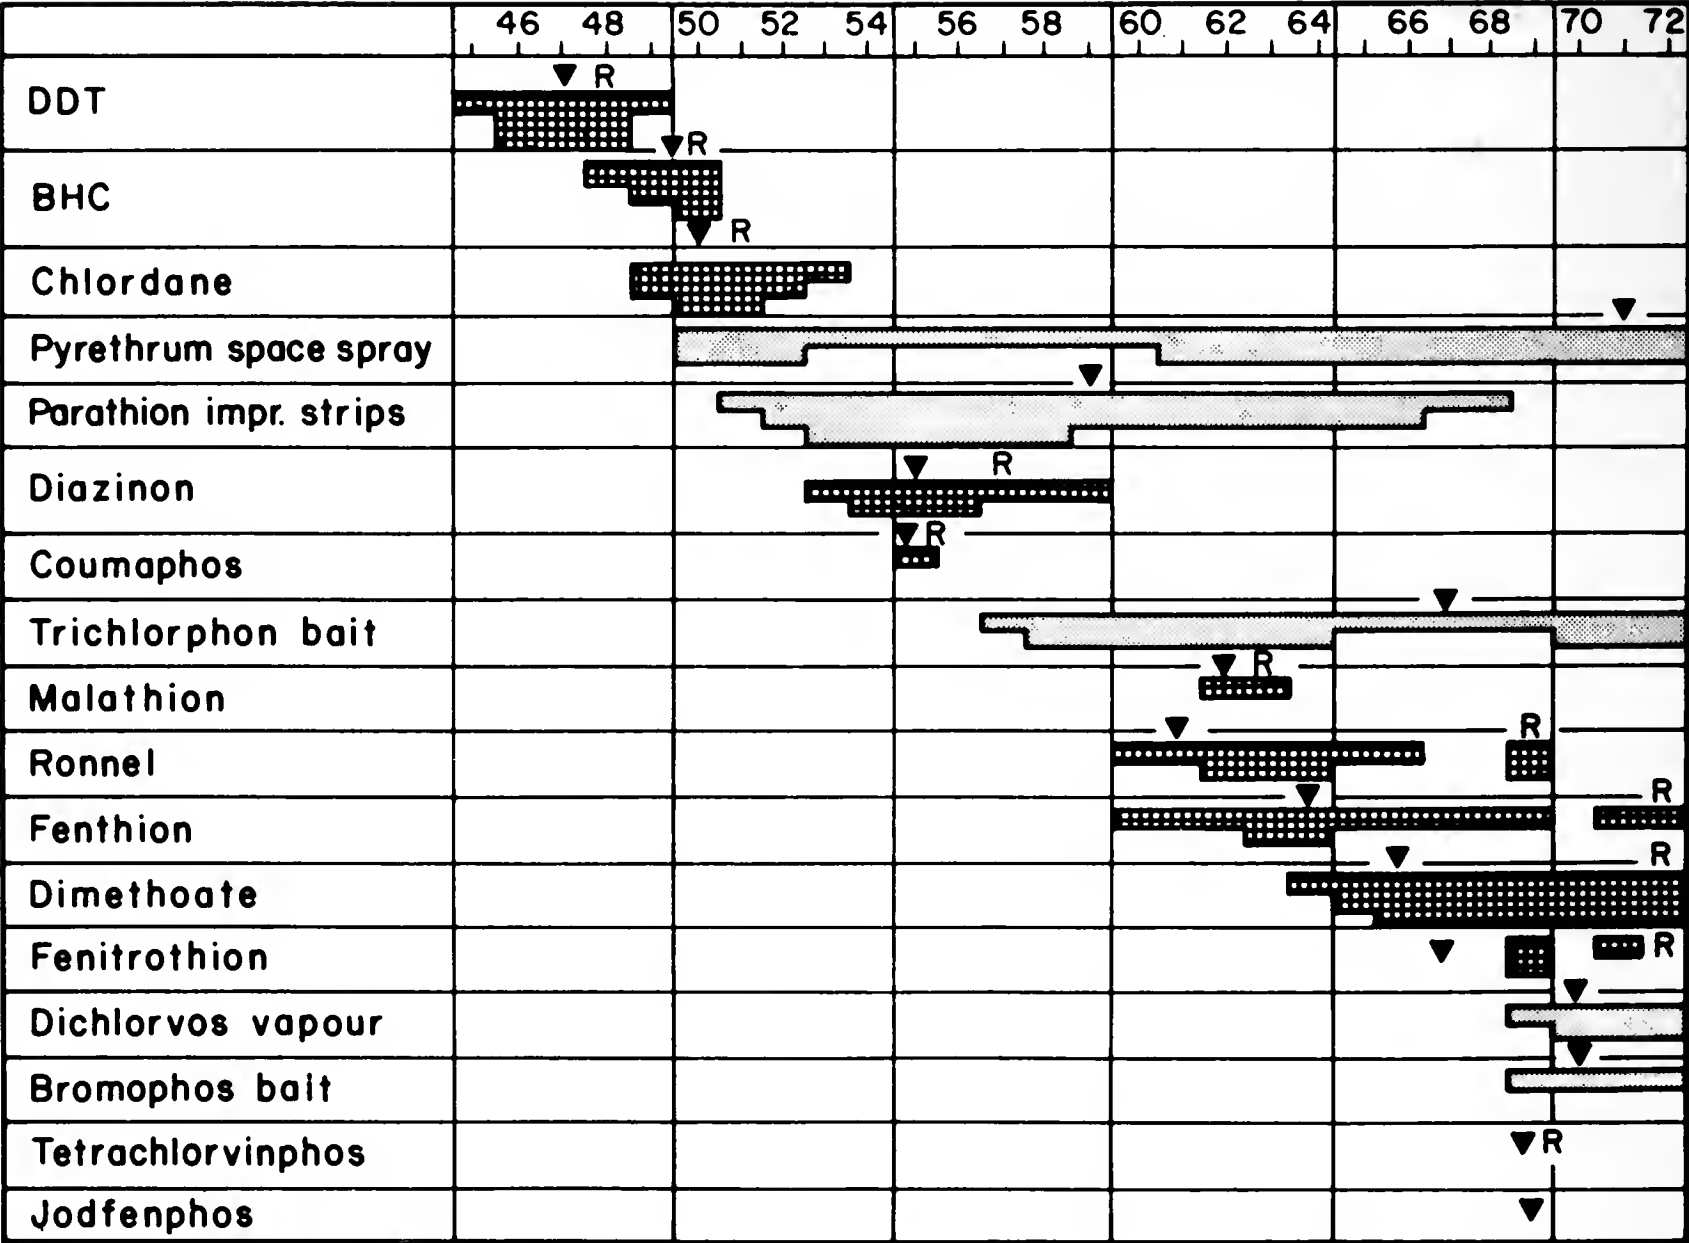 46 48 50 52 54 56 58 60 62 64 66 68 70 72
R
DDT
R
BHC
R
Chlordane
Pyrethrum space spray
Parathion impr. strips
R
Diazinon
R
Coumaphos
Trichlorphon bait
R
Malathion
R
Ronnel
R
Fenthion
R
Dimethoate
Fenitrothion R
Dichlorvos vapour
Bromophos bait
Tetrachlorvinphos R
Jodfenphos